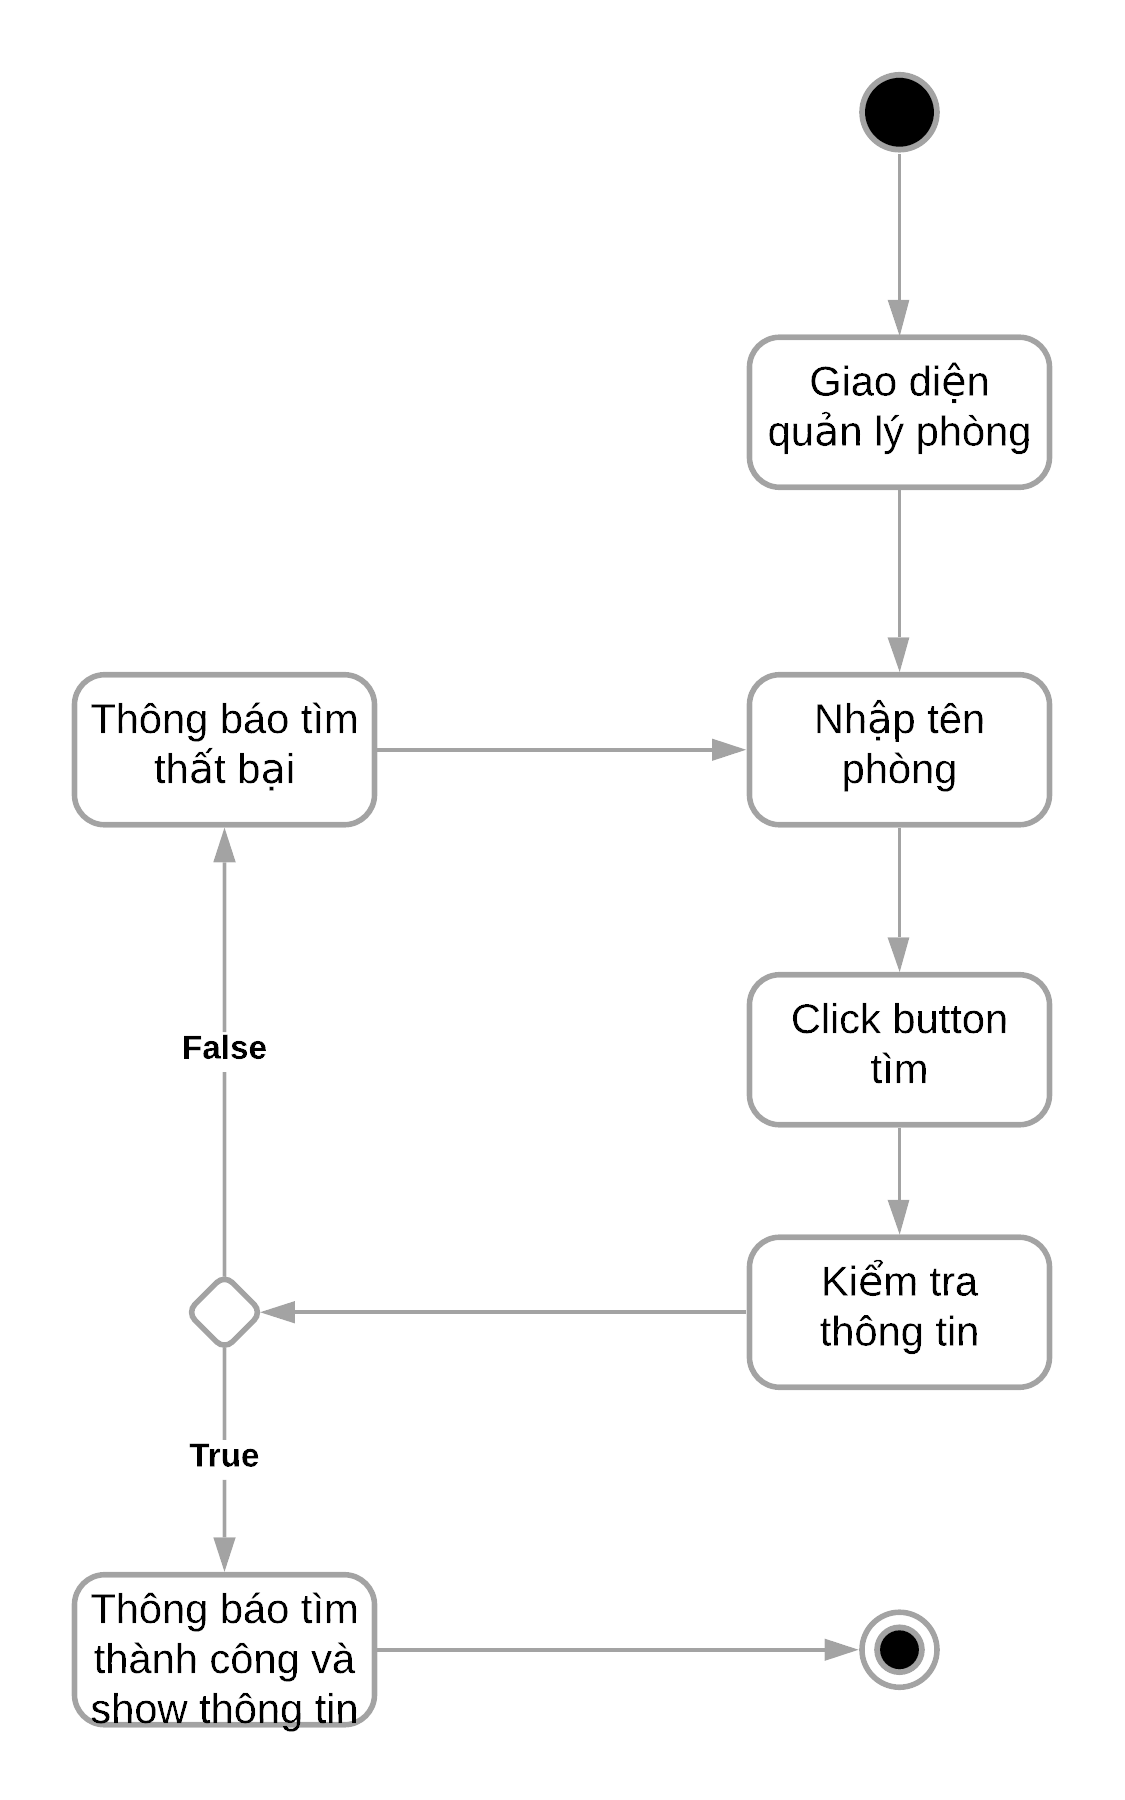 Giao diện
quản lý phòng
Thông báo tìm
thất bại
Nhập tên
phòng
Click button
tìm
False
Kiểm tra
thông tin
True
Thông báo tìm
thành công và
show thông tin